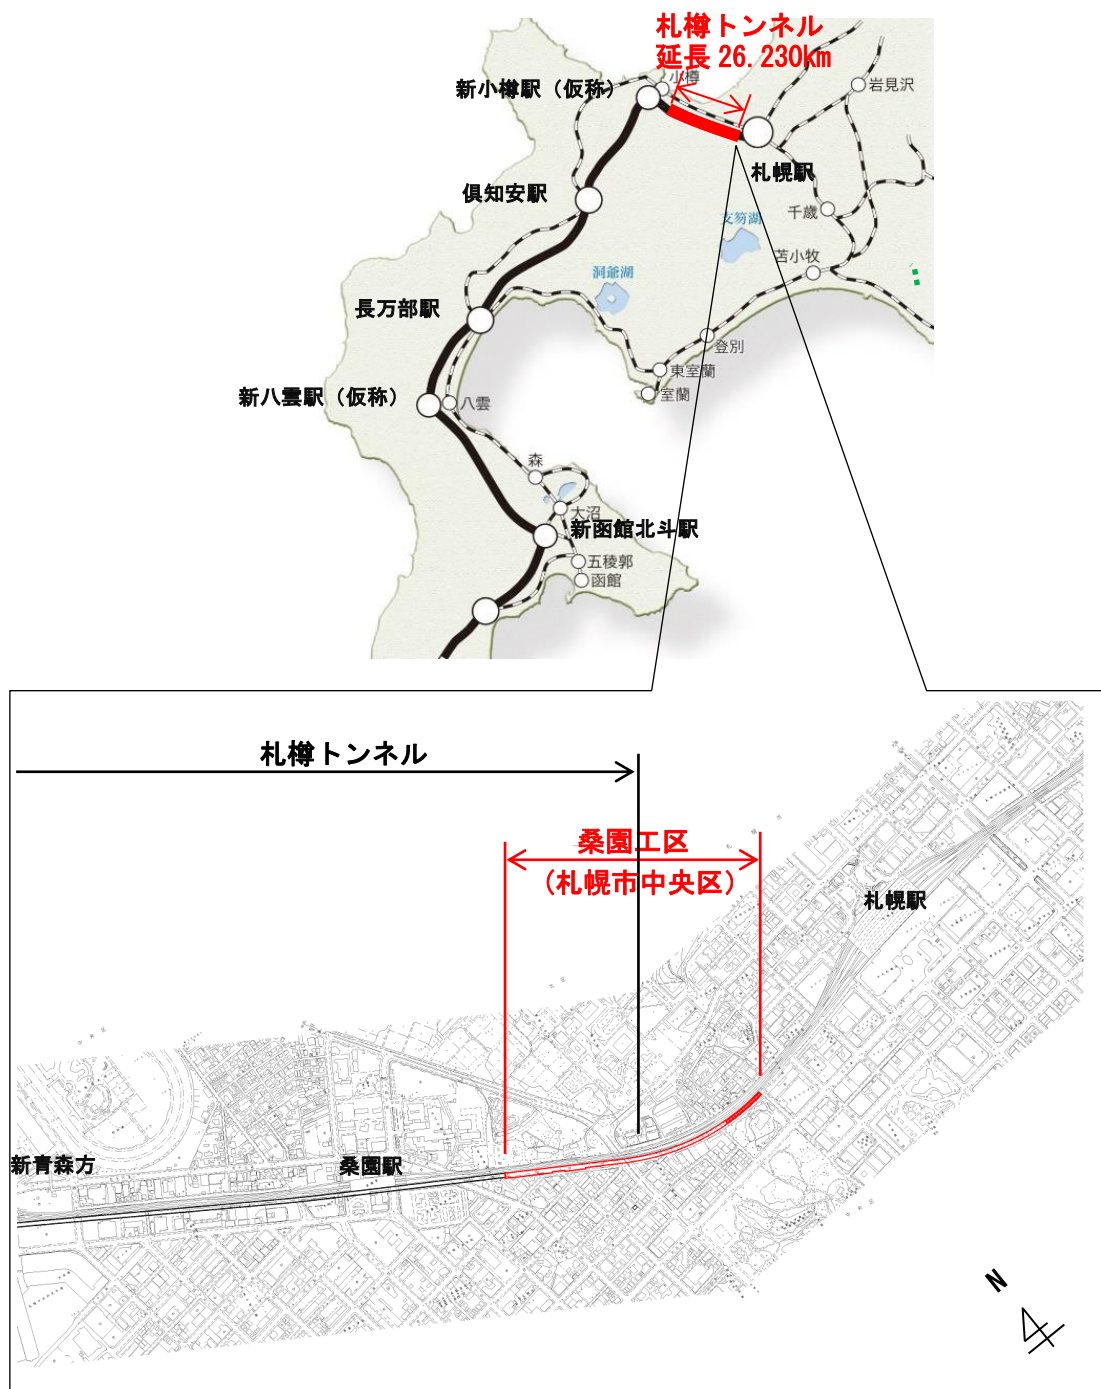 札樽トンネル
延長 26.230km
小樽
新小樽駅（仮称）
岩見沢
札幌駅
倶知安駅
千歳
支笏湖
苫小牧
洞爺湖
長万部駅
登別
東室蘭
室蘭
新八雲駅（仮称）
八雲
森
大沼
新函館北斗駅
五稜郭
函館
札樽トンネル
桑園工区
（札幌市中央区）
札幌駅
新青森方
桑園駅
N